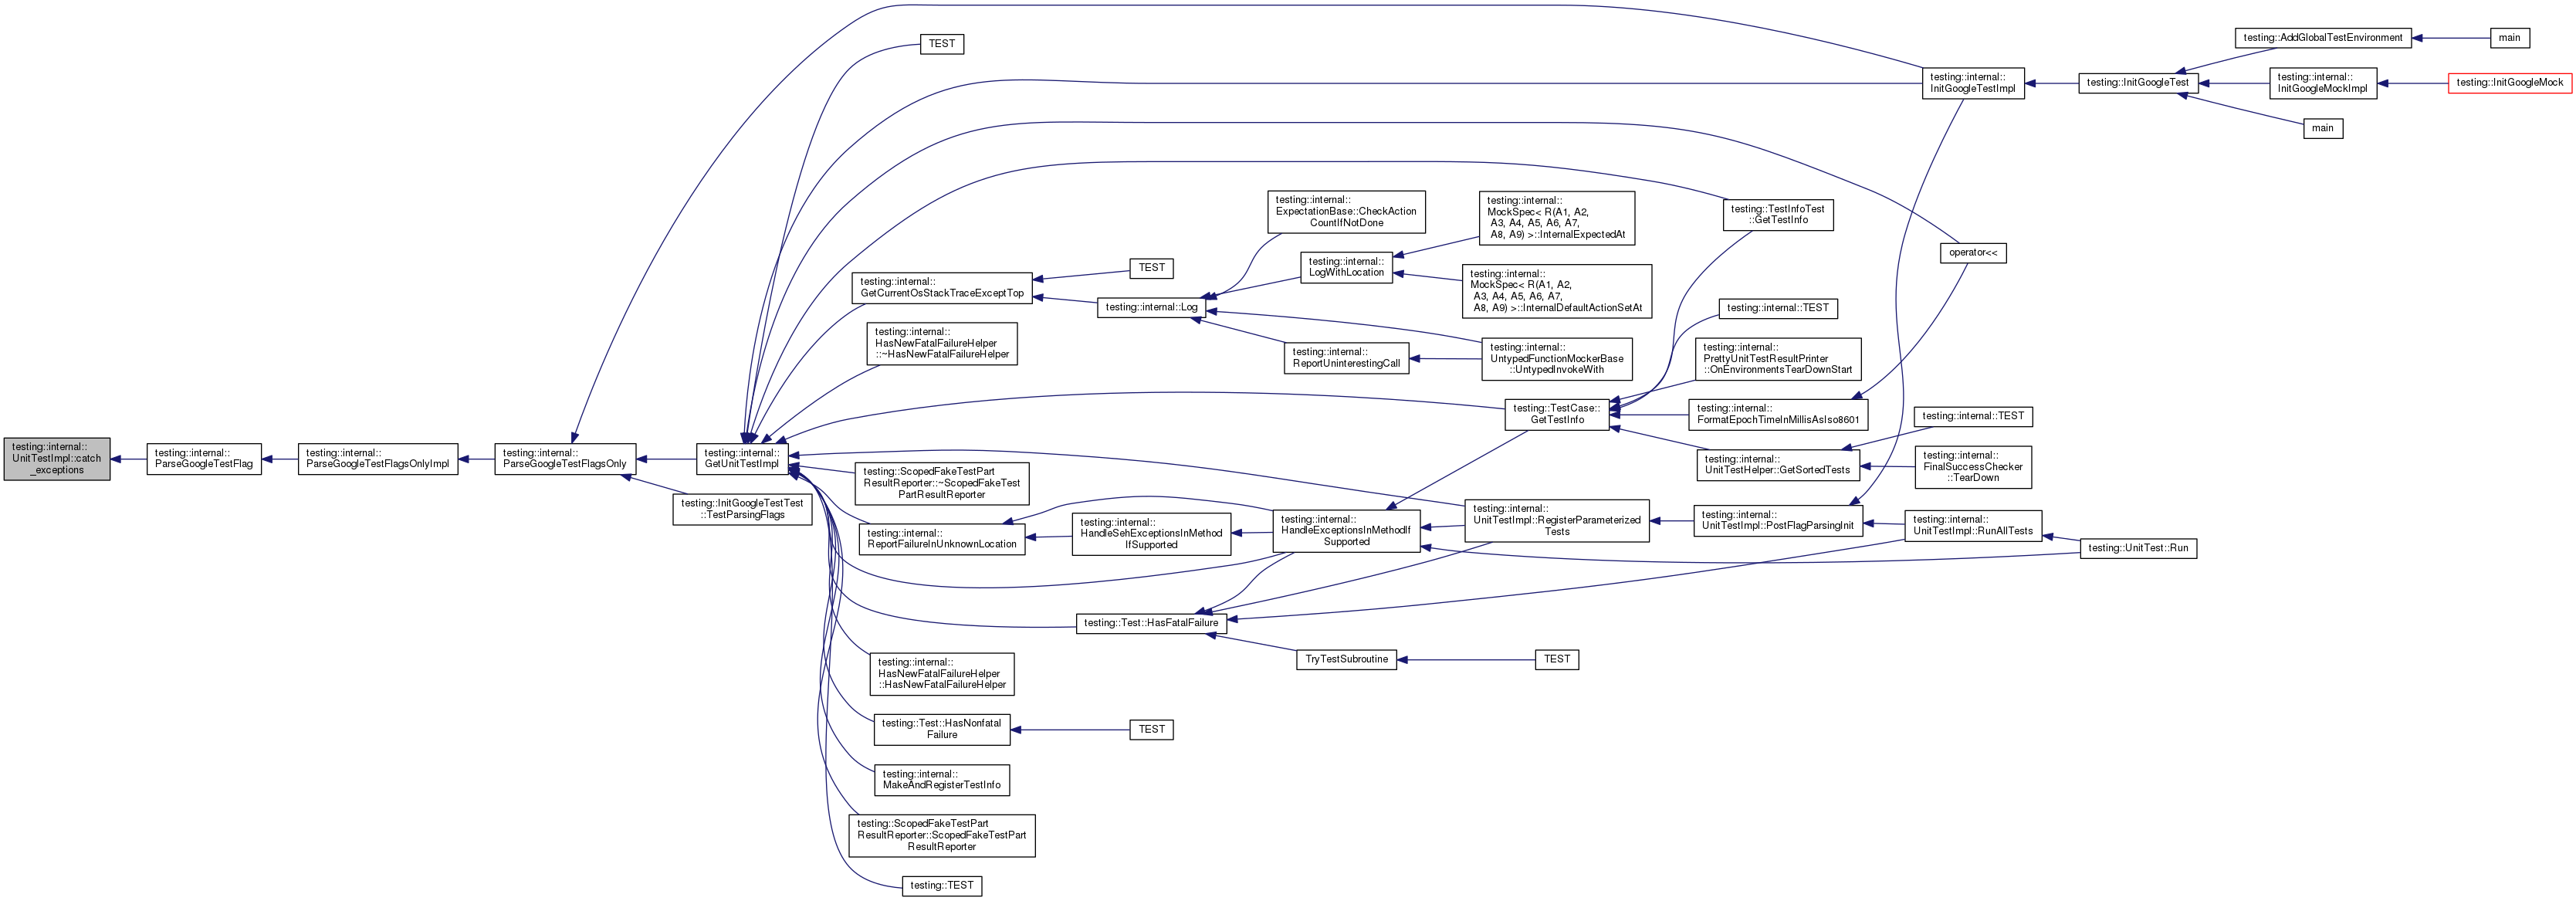 testing::internal::
UnitTestImpl::catch
_exceptions
testing::internal::
ParseGoogleTestFlag
testing::internal::
ParseGoogleTestFlagsOnlyImpl
testing::internal::
ParseGoogleTestFlagsOnly
testing::internal::
GetUnitTestImpl
testing::InitGoogleTestTest
::TestParsingFlags
TEST
testing::internal::
GetCurrentOsStackTraceExceptTop
testing::internal::
HasNewFatalFailureHelper
::~HasNewFatalFailureHelper
testing::ScopedFakeTestPart
ResultReporter::~ScopedFakeTest
PartResultReporter
testing::internal::
ReportFailureInUnknownLocation
testing::internal::
HasNewFatalFailureHelper
::HasNewFatalFailureHelper
testing::Test::HasNonfatal
Failure
testing::internal::
MakeAndRegisterTestInfo
testing::ScopedFakeTestPart
ResultReporter::ScopedFakeTestPart
ResultReporter
testing::TEST
TEST
testing::internal::Log
testing::internal::
HandleSehExceptionsInMethod
IfSupported
testing::Test::HasFatalFailure
TEST
testing::internal::
ExpectationBase::CheckAction
CountIfNotDone
testing::internal::
LogWithLocation
testing::internal::
ReportUninterestingCall
testing::internal::
HandleExceptionsInMethodIf
Supported
TryTestSubroutine
testing::internal::
MockSpec< R(A1, A2,
A3, A4, A5, A6, A7,
A8, A9) >::InternalExpectedAt
testing::internal::
MockSpec< R(A1, A2,
A3, A4, A5, A6, A7,
A8, A9) >::InternalDefaultActionSetAt
testing::internal::
UntypedFunctionMockerBase
::UntypedInvokeWith
testing::TestCase::
GetTestInfo
testing::internal::
UnitTestImpl::RegisterParameterized
Tests
TEST
testing::TestInfoTest
::GetTestInfo
testing::internal::TEST
testing::internal::
PrettyUnitTestResultPrinter
::OnEnvironmentsTearDownStart
testing::internal::
FormatEpochTimeInMillisAsIso8601
testing::internal::
UnitTestHelper::GetSortedTests
testing::internal::
UnitTestImpl::PostFlagParsingInit
testing::internal::
InitGoogleTestImpl
operator<<
testing::internal::TEST
testing::internal::
FinalSuccessChecker
::TearDown
testing::internal::
UnitTestImpl::RunAllTests
testing::InitGoogleTest
testing::UnitTest::Run
testing::AddGlobalTestEnvironment
testing::internal::
InitGoogleMockImpl
main
main
testing::InitGoogleMock